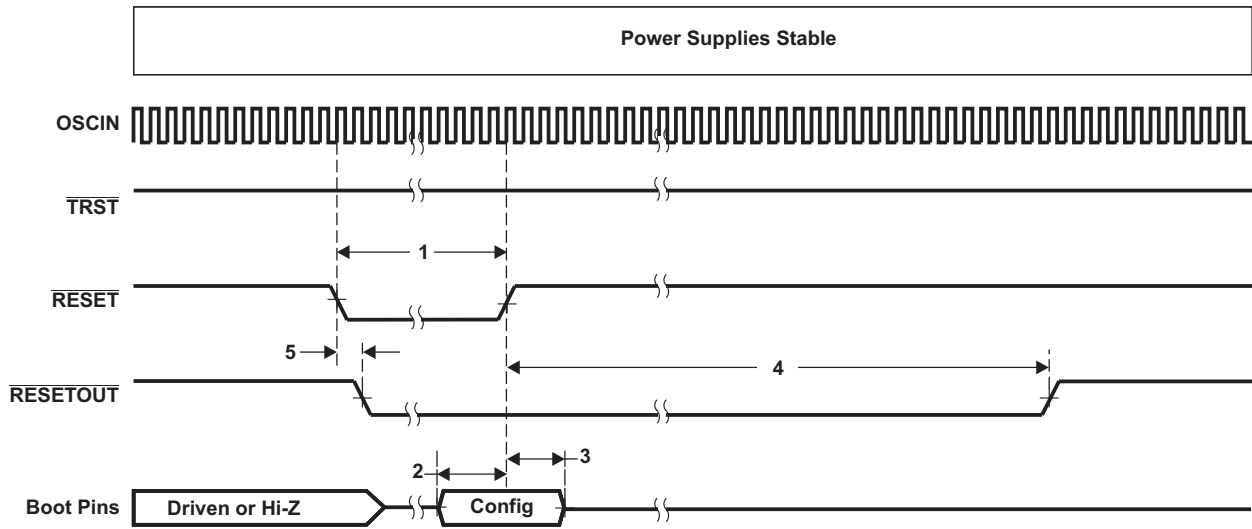 Power Supplies Stable
OSCIN
TRST
1
RESET
5
4
RESETOUT
2
3
Boot Pins
Driven or Hi-Z
Config